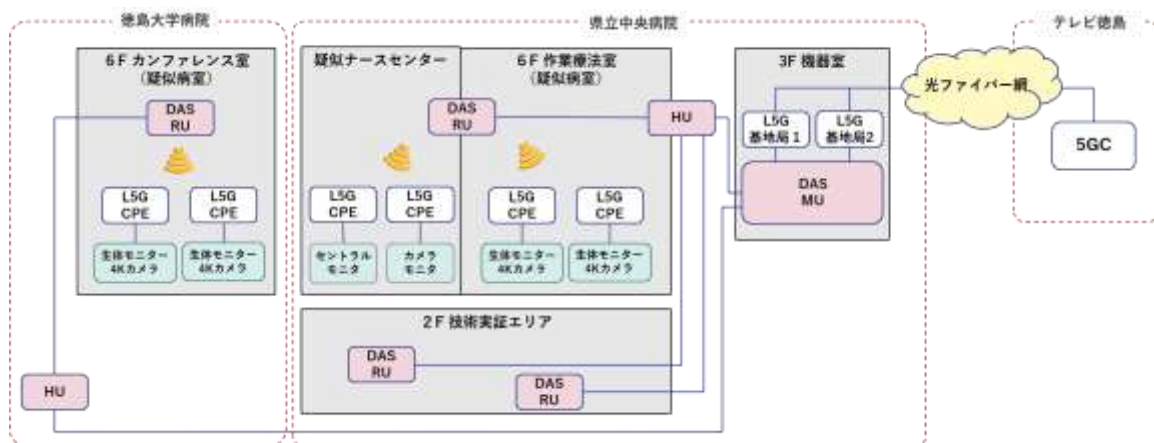 徳島大学病院
6F カンファレンス室
(疑似病室)
DAS
RU
L5G
CPE
L5G
CPE
生体モニター
4Kカメラ
生体モニター
4Kカメラ
HU
県立中央病院
疑似ナースセンター
6F 作業療法室
(疑似病室)
DAS
RU
HU
L5G
CPE
L5G
CPE
L5G
CPE
L5G
CPE
セントラル
モニタ
カメラ
モニタ
生体モニター
4Kカメラ
生体モニター
4Kカメラ
2F 技術実証エリア
DAS
RU
DAS
RU
3F 機器室
L5G
基地局1
L5G
基地局2
DAS
MU
テレビ徳島
光ファイバー網
5GC